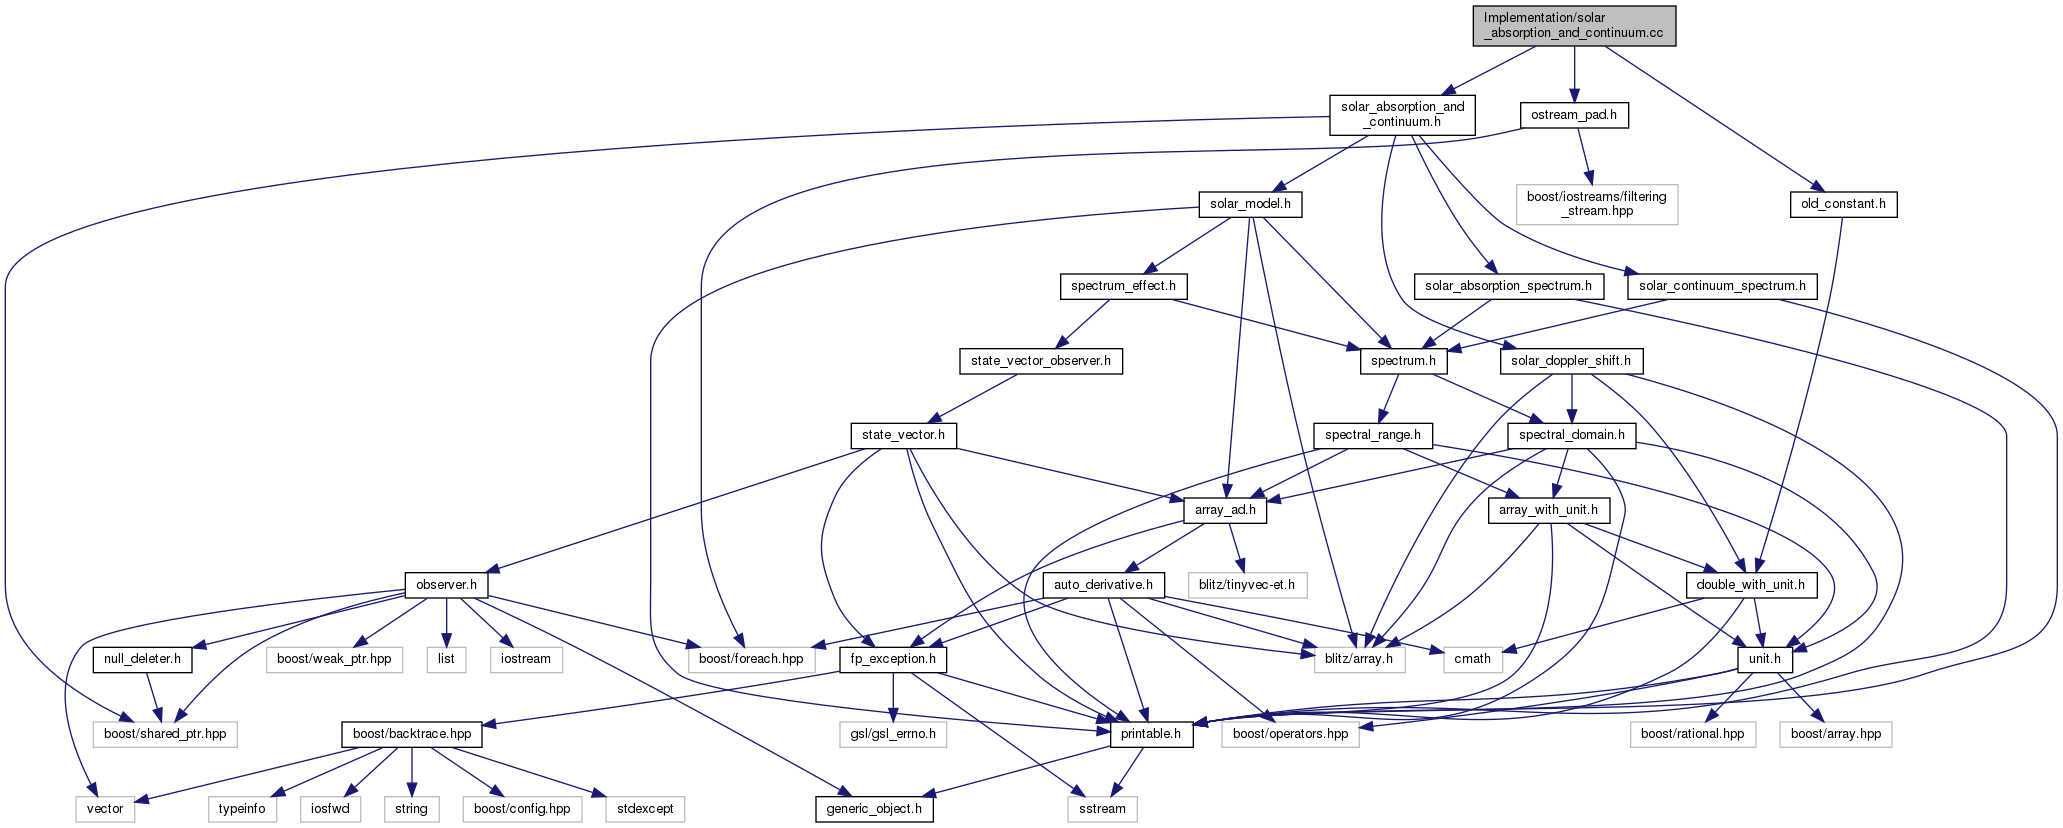 Implementation/solar
_absorption_and_continuum.cc
solar_absorption_and
_continuum.h
ostream_pad.h
boost/iostreams/filtering
_stream.hpp
solar_model.h
old_constant.h
spectrum_effect.h
solar_absorption_spectrum.h
solar_continuum_spectrum.h
state_vector_observer.h
spectrum.h
solar_doppler_shift.h
state_vector.h
spectral_range.h
spectral_domain.h
array_ad.h
array_with_unit.h
observer.h
auto_derivative.h
blitz/tinyvec-et.h
double_with_unit.h
null_deleter.h
boost/weak_ptr.hpp
list
iostream
boost/foreach.hpp
fp_exception.h
blitz/array.h
cmath
unit.h
boost/shared_ptr.hpp
boost/backtrace.hpp
gsl/gsl_errno.h
printable.h
boost/operators.hpp
boost/rational.hpp
boost/array.hpp
vector
typeinfo
iosfwd
string
boost/config.hpp
stdexcept
generic_object.h
sstream